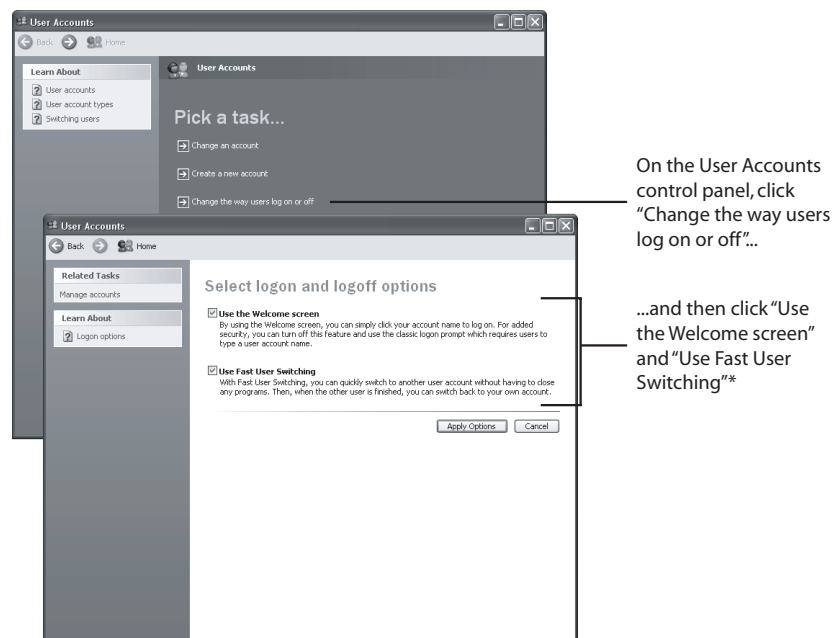 User Accounts
Back Home
Learn About
User accounts
User account types
Switching users
User Accounts
Pick a task...
Change an account
Create a new account
Change the way users log on or off
User Accounts
Back Home
Related Tasks
Manage accounts
Learn About
Logon options
Select logon and logoff options
Use the Welcome screen
By using the Welcome screen, you can simply click your account name to log on. For added
security, you can turn off this feature and use the classic logon prompt which requires users to
type a user account name.
Use Fast User Switching
With Fast User Switching, you can quickly switch to another user account without having to close
any programs. Then, when the other user is finished, you can switch back to your own account.
Apply Options Cancel
On the User Accounts
control panel, click
“Change the way users
log on or off”...
...and then click “Use
the Welcome screen”
and “Use Fast User
Switching”*